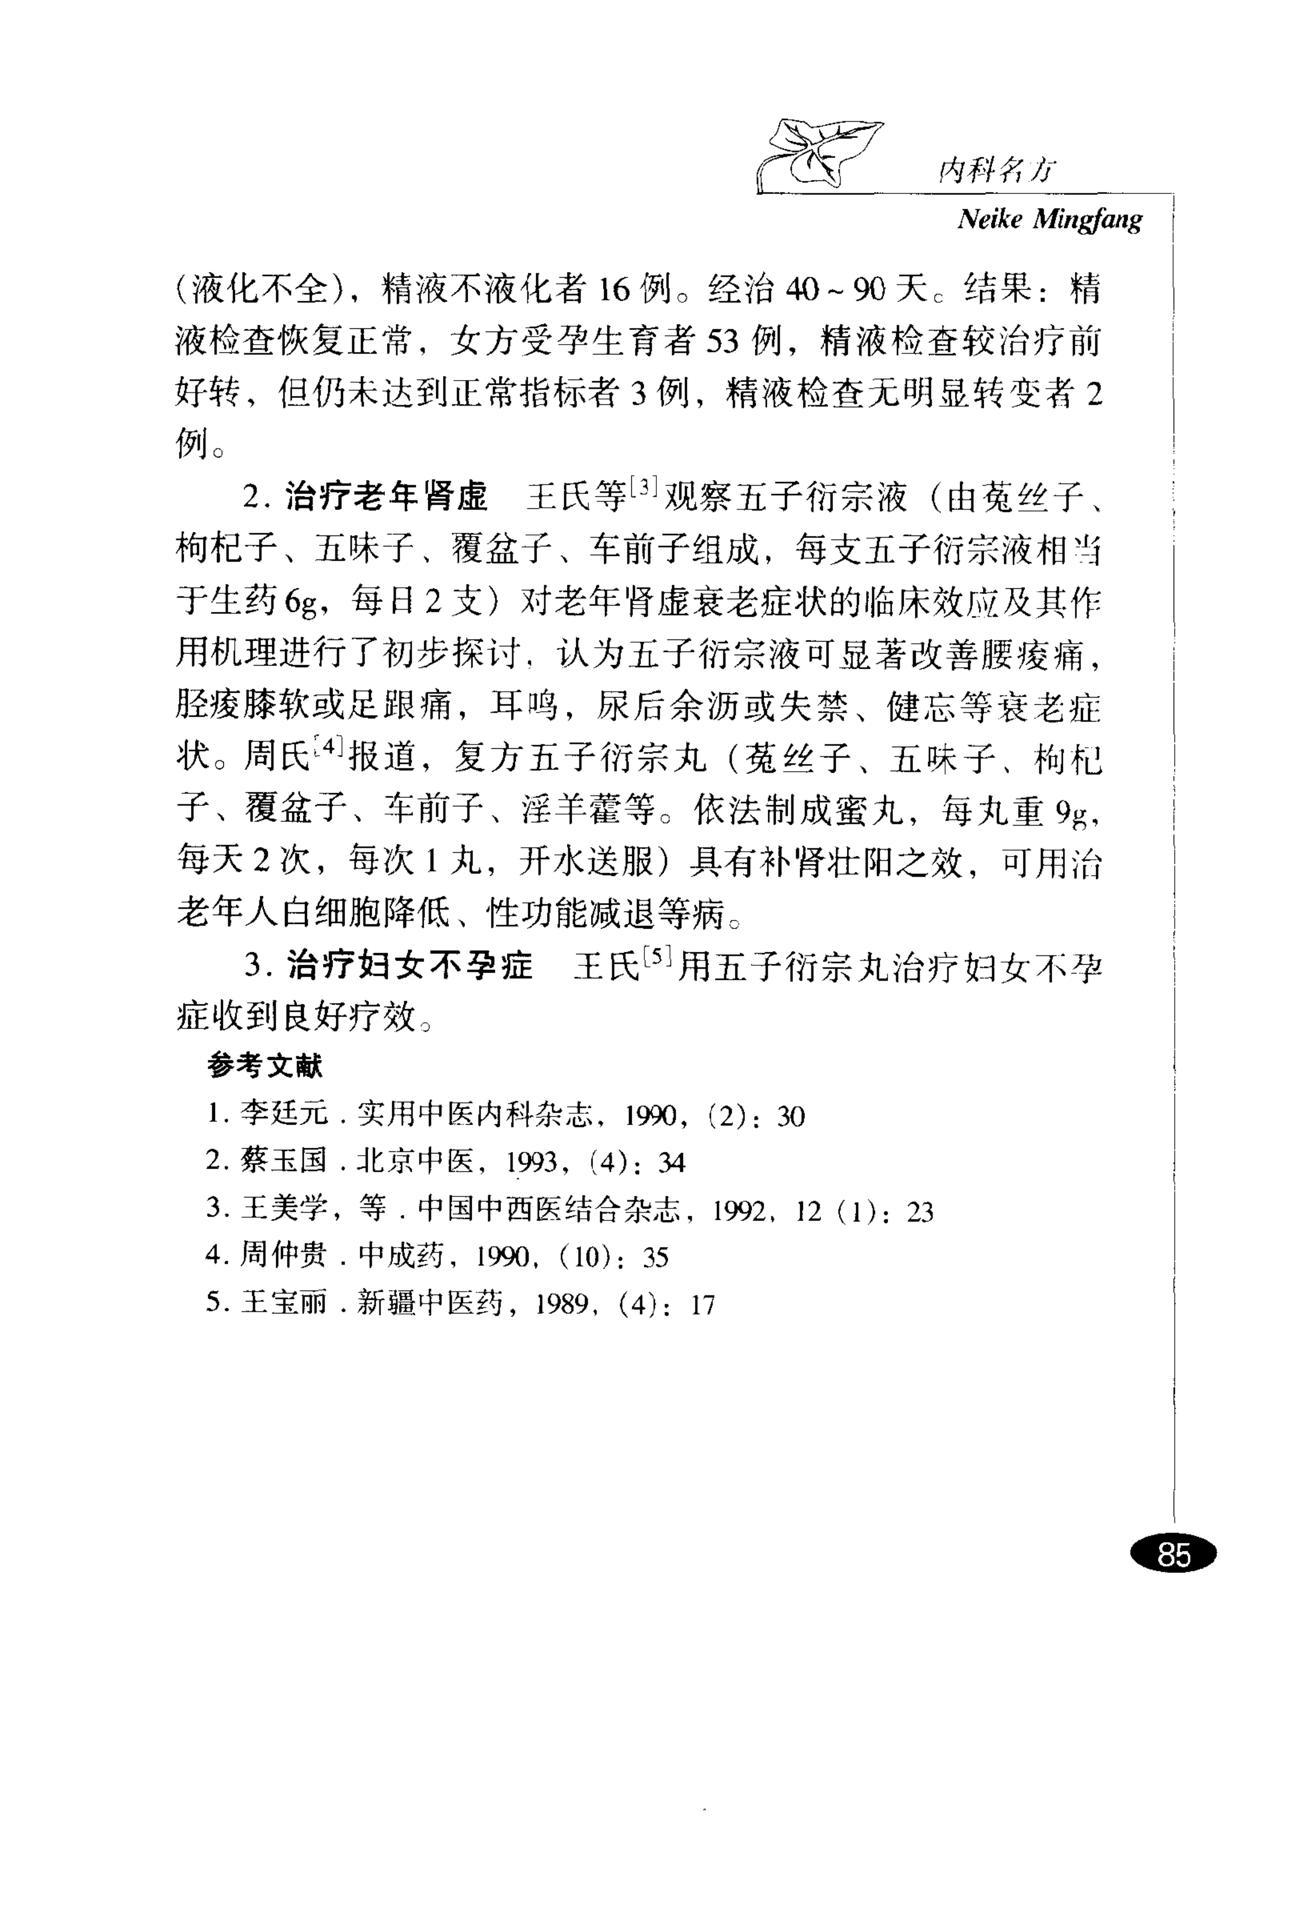 内科名方
Neike Mingfang
（液化不全），精液不液化者 16 例。经治 40～90 天。结果：精
液检查恢复正常，女方受孕生育者 53 例，精液检查较治疗前
好转，但仍未达到正常指标者 3 例，精液检查无明显转变者 2
例。
2. 治疗老年肾虚　王氏等[3]观察五子衍宗液（由菟丝子、
枸杞子、五味子、覆盆子、车前子组成，每支五子衍宗液相当
于生药 6g，每日 2 支）对老年肾虚衰老症状的临床效应及其作
用机理进行了初步探讨，认为五子衍宗液可显著改善腰痠痛，
胫痠膝软或足跟痛，耳鸣，尿后余沥或失禁、健忘等衰老症
状。周氏[4]报道，复方五子衍宗丸（菟丝子、五味子、枸杞
子、覆盆子、车前子、淫羊藿等。依法制成蜜丸，每丸重 9g，
每天 2 次，每次 1 丸，开水送服）具有补肾壮阳之效，可用治
老年人白细胞降低、性功能减退等病。
3. 治疗妇女不孕症　王氏[5]用五子衍宗丸治疗妇女不孕
症收到良好疗效。
参考文献
1. 李廷元．实用中医内科杂志，1990，（2）：30
2. 蔡玉国．北京中医，1993，（4）：34
3. 王美学，等．中国中西医结合杂志，1992，12（1）：23
4. 周仲贵．中成药，1990，（10）：35
5. 王宝丽．新疆中医药，1989，（4）：17
85